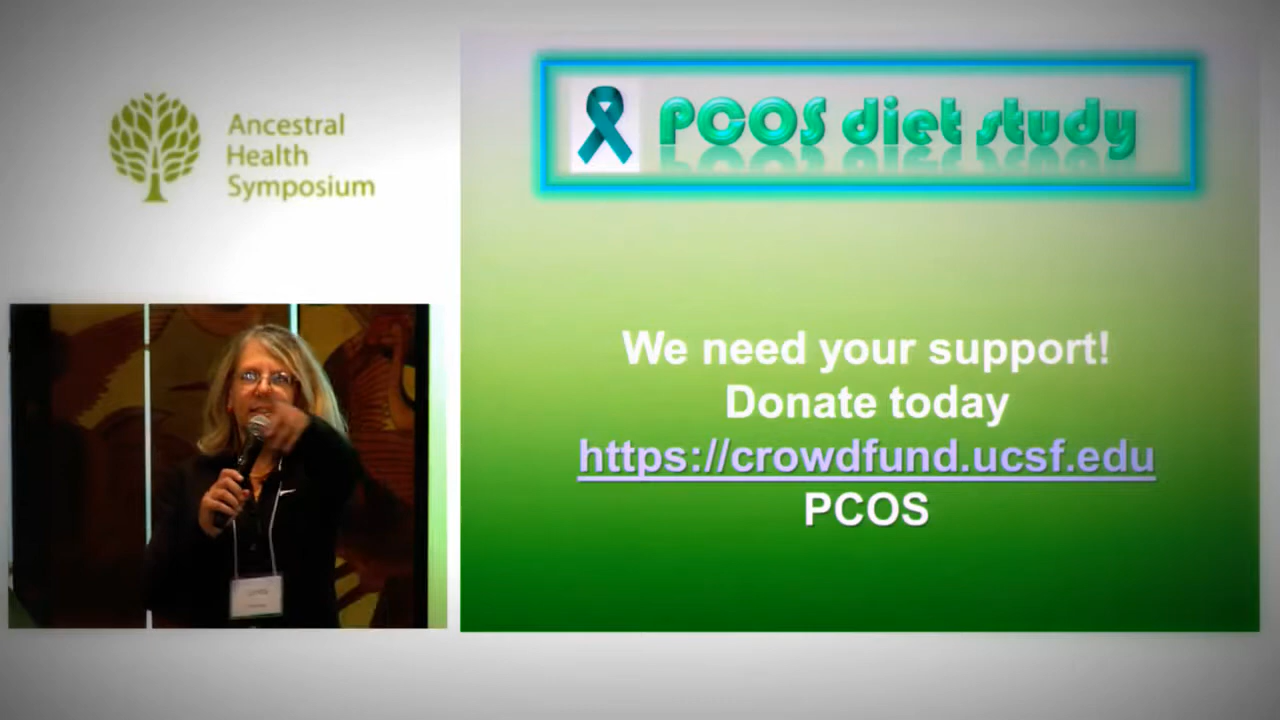 Ancestral
Health
Symposium
PCOS diet study
We need your support!
Donate today
https://crowdfund.ucsf.edu
PCOS